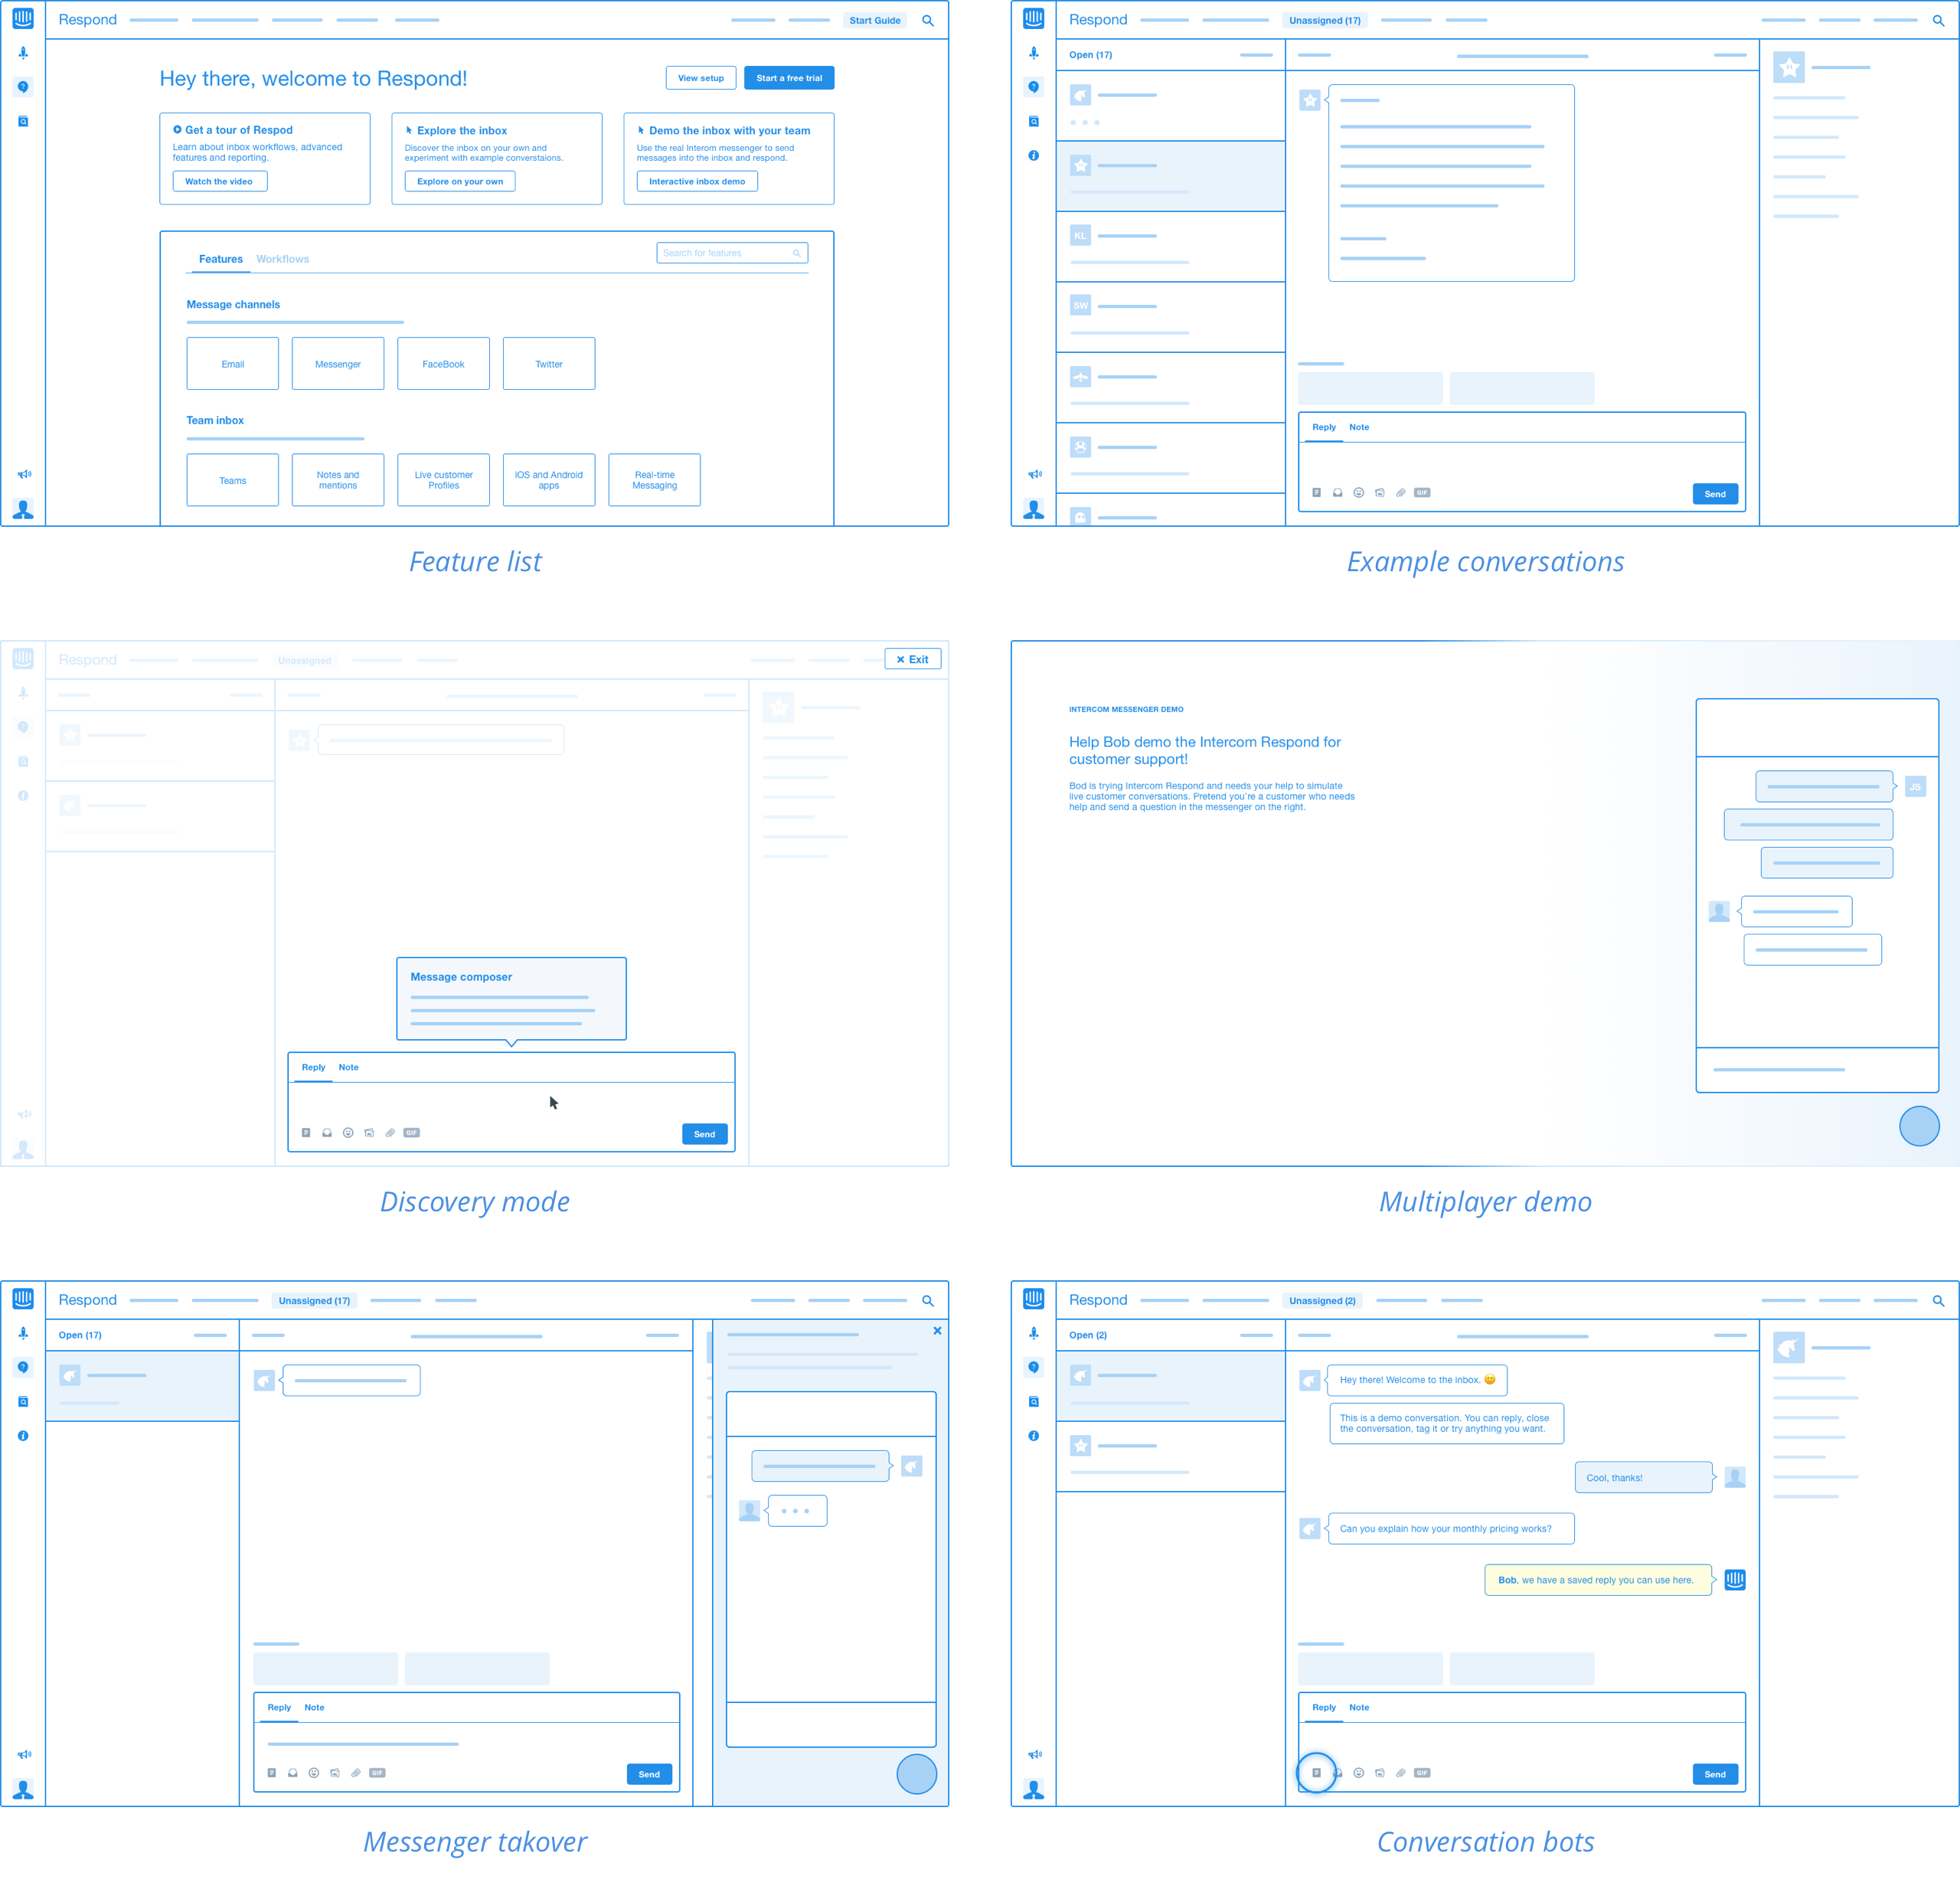 Respond
Start Guide
Hey there, welcome to Respond!
View setup
Start a free trial
Get a tour of Respod
Learn about inbox workflows, advanced
features and reporting.
Watch the video
Explore the inbox
Discover the inbox on your own and
experiment with example converstaions.
Explore on your own
Demo the inbox with your team
Use the real Interom messenger to send
messages into the inbox and respond.
Interactive inbox demo
Features
Workflows
Search for features
Message channels
Email
Messenger
FaceBook
Twitter
Team inbox
Teams
Notes and
mentions
Live customer
Profiles
iOS and Android
apps
Real-time
Messaging
Feature list
Respond
Unassigned (17)
Open (17)
KL
SW
Reply
Note
GIF
Send
Example conversations
Respond
Unassigned
× Exit
Message composer
Reply
Note
GIF
Send
Discovery mode
INTERCOM MESSENGER DEMO
Help Bob demo the Intercom Respond for
customer support!
Bod is trying Intercom Respond and needs your help to simulate
live customer conversations. Pretend you're a customer who needs
help and send a question in the messenger on the right.
JS
Multiplayer demo
Respond
Unassigned (17)
Open (17)
Reply
Note
GIF
Send
Messenger takover
Respond
Unassigned (2)
Open (2)
Hey there! Welcome to the inbox. 😊
This is a demo conversation. You can reply, close
the conversation, tag it or try anything you want.
Cool, thanks!
Can you explain how your monthly pricing works?
Bob, we have a saved reply you can use here.
Reply
Note
GIF
Send
Conversation bots